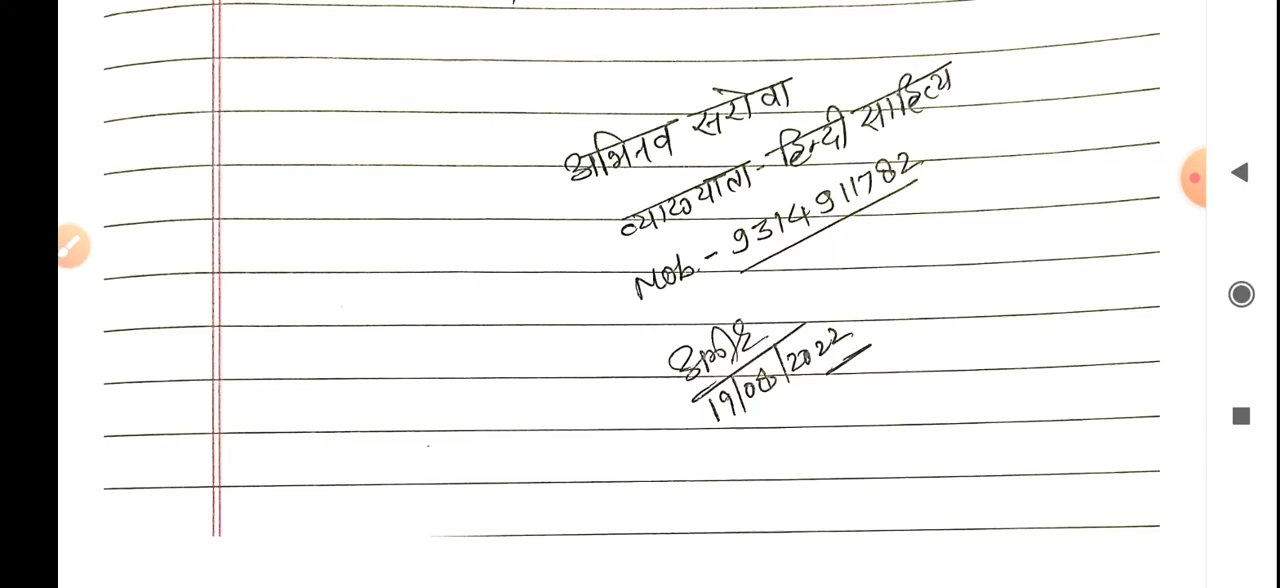 अभिनव सरोवा
व्याख्याता - हिन्दी साहित्य
Mob. - 9314911782
19/08/2022